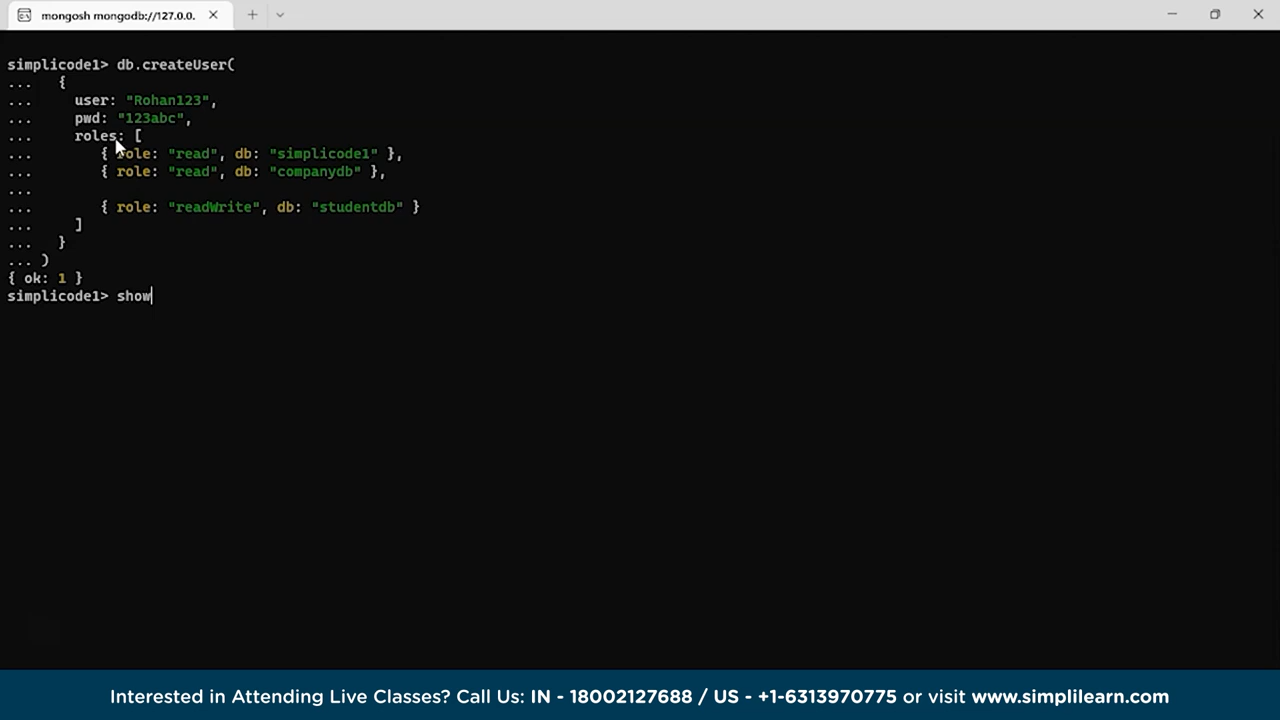 mongosh mongodb://127.0.0.
simplicode1> db.createUser(
...   {
...     user: "Rohan123",
...     pwd: "123abc",
...     roles: [
...        { role: "read", db: "simplicode1" },
...        { role: "read", db: "companydb" },
...
...        { role: "readWrite", db: "studentdb" }
...     ]
...   }
... )
{ ok: 1 }
simplicode1> show
Interested in Attending Live Classes? Call Us: IN - 18002127688 / US - +1-6313970775 or visit www.simplilearn.com